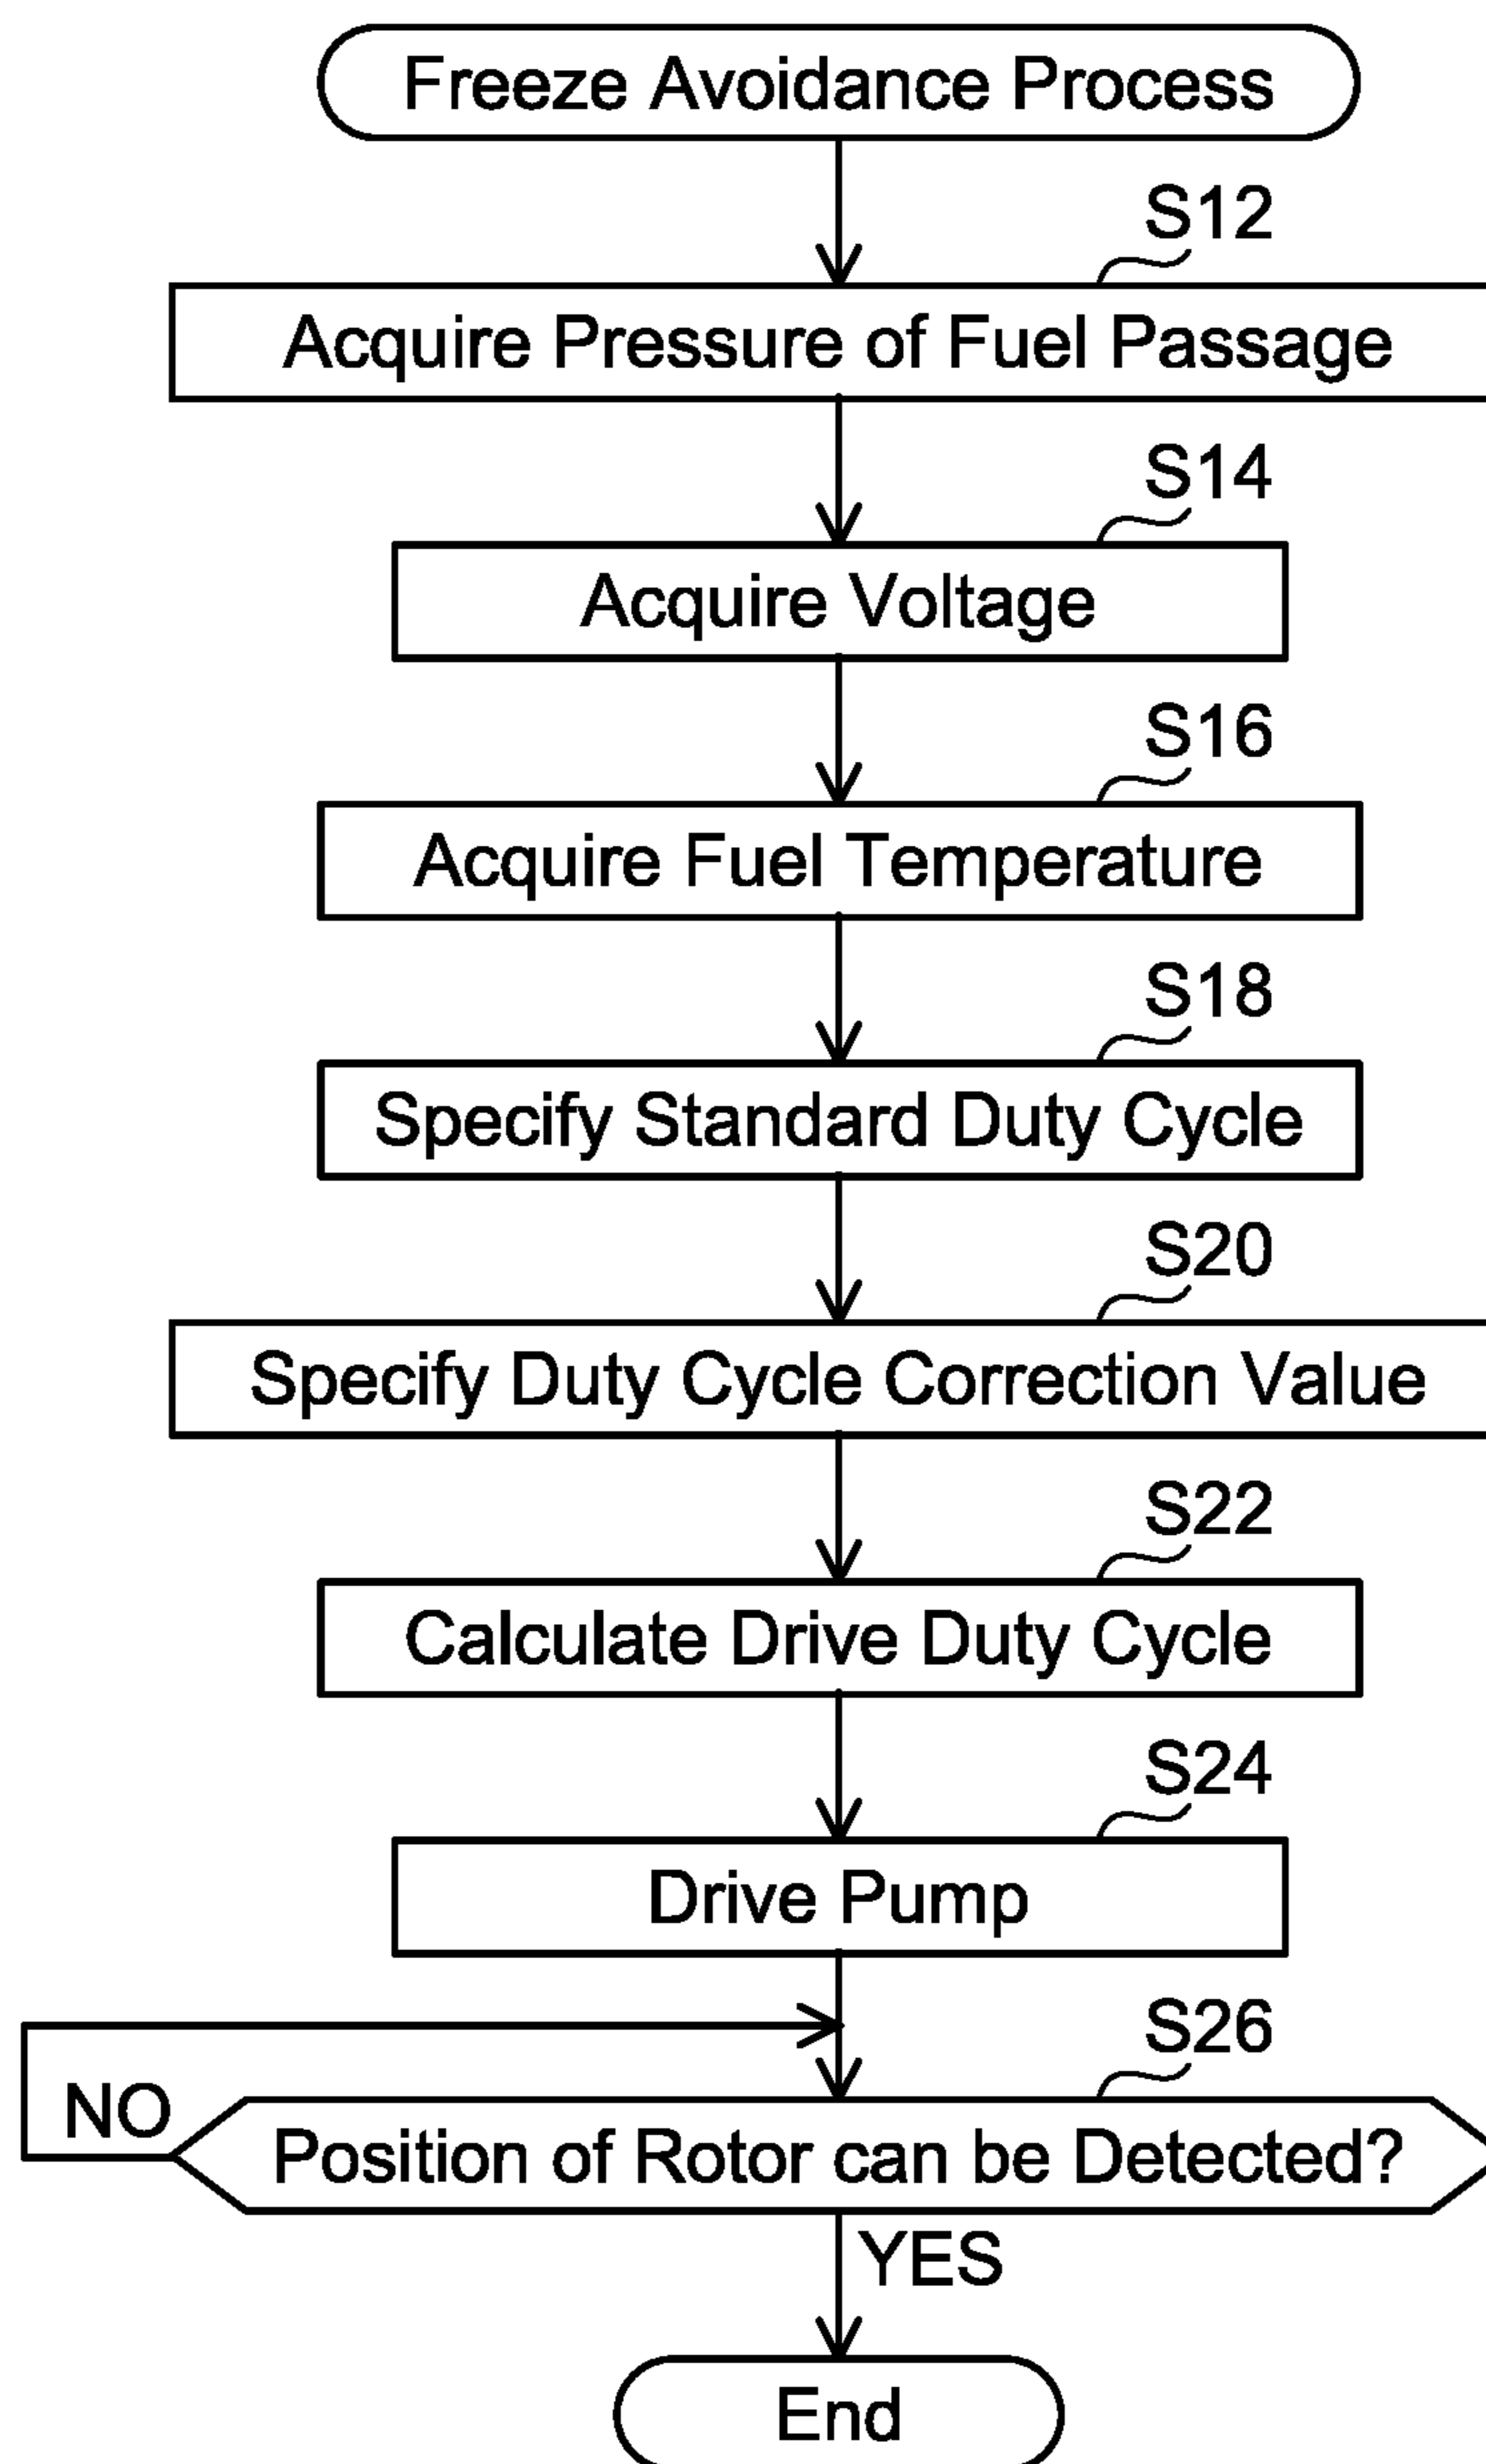 Freeze Avoidance Process
S12
Acquire Pressure of Fuel Passage
S14
Acquire Voltage
S16
Acquire Fuel Temperature
S18
Specify Standard Duty Cycle
S20
Specify Duty Cycle Correction Value
S22
Calculate Drive Duty Cycle
S24
Drive Pump
S26
NO
Position of Rotor can be Detected?
YES
End